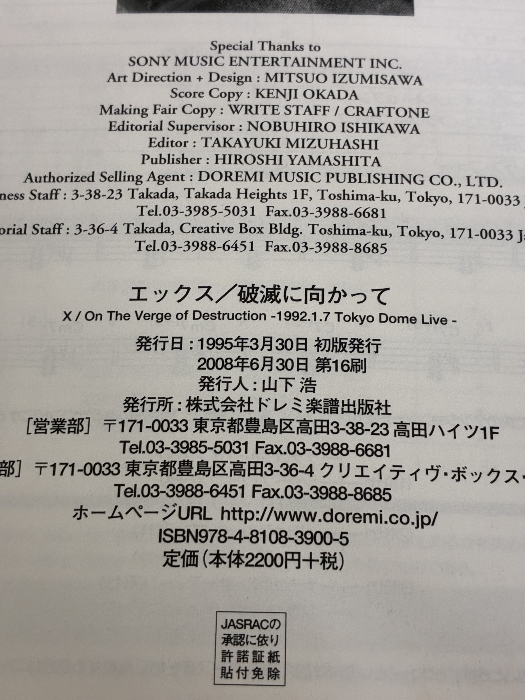 Special Thanks to
SONY MUSIC ENTERTAINMENT INC.
Art Direction + Design : MITSUO IZUMISAWA
Score Copy : KENJI OKADA
Making Fair Copy : WRITE STAFF / CRAFTONE
Editorial Supervisor : NOBUHIRO ISHIKAWA
Editor : TAKAYUKI MIZUHASHI
Publisher : HIROSHI YAMASHITA
Authorized Selling Agent : DOREMI MUSIC PUBLISHING CO., LTD.
ness Staff : 3-38-23 Takada, Takada Heights 1F, Toshima-ku, Tokyo, 171-0033
Tel.03-3985-5031 Fax.03-3988-6681
orial Staff : 3-36-4 Takada, Creative Box Bldg. Toshima-ku, Tokyo, 171-0033 J
Tel.03-3988-6451 Fax.03-3988-8685
エックス／破滅に向かって
X / On The Verge of Destruction -1992.1.7 Tokyo Dome Live -
発行日：1995年3月30日 初版発行
2008年6月30日 第16刷
発行人：山下 浩
発行所：株式会社ドレミ楽譜出版社
［営業部］〒171-0033 東京都豊島区高田3-38-23 高田ハイツ1F
Tel.03-3985-5031 Fax.03-3988-6681
部］〒171-0033 東京都豊島区高田3-36-4 クリエイティヴ・ボックス・
Tel.03-3988-6451 Fax.03-3988-8685
ホームページURL http://www.doremi.co.jp/
ISBN978-4-8108-3900-5
定価（本体2200円＋税）
JASRACの
承認に依り
許諾証紙
貼付免除